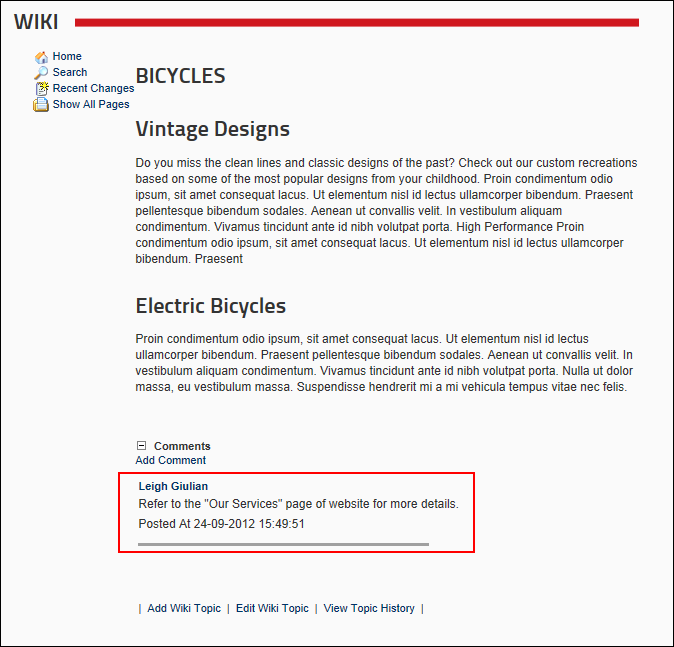 WIKI
Home
Search
Recent Changes
Show All Pages
BICYCLES
Vintage Designs
Do you miss the clean lines and classic designs of the past? Check out our custom recreations
based on some of the most popular designs from your childhood. Proin condimentum odio
ipsum, sit amet consequat lacus. Ut elementum nisl id lectus ullamcorper bibendum. Praesent
pellentesque bibendum sodales. Aenean ut convallis velit. In vestibulum aliquam
condimentum. Vivamus tincidunt ante id nibh volutpat porta. High Performance Proin
condimentum odio ipsum, sit amet consequat lacus. Ut elementum nisl id lectus ullamcorper
bibendum. Praesent
Electric Bicycles
Proin condimentum odio ipsum, sit amet consequat lacus. Ut elementum nisl id lectus
ullamcorper bibendum. Praesent pellentesque bibendum sodales. Aenean ut convallis velit. In
vestibulum aliquam condimentum. Vivamus tincidunt ante id nibh volutpat porta. Nulla ut dolor
massa, eu vestibulum massa. Suspendisse hendrerit mi a mi vehicula tempus vitae nec felis.
Comments
Add Comment
Leigh Giulian
Refer to the "Our Services" page of website for more details.
Posted At 24-09-2012 15:49:51
| Add Wiki Topic | Edit Wiki Topic | View Topic History |